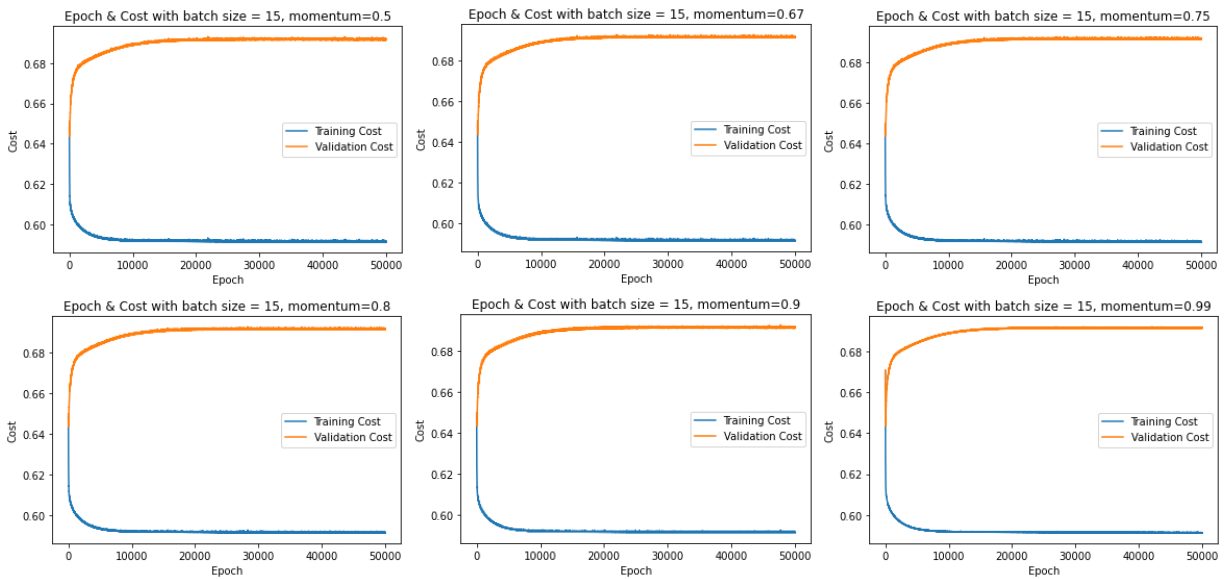 Epoch & Cost with batch size = 15, momentum=0.5
0.68
0.66
0.64
0.62
0.60
Cost
Training Cost
Validation Cost
0 10000 20000 30000 40000 50000
Epoch
Epoch & Cost with batch size = 15, momentum=0.67
0.68
0.66
0.64
0.62
0.60
Cost
Training Cost
Validation Cost
0 10000 20000 30000 40000 50000
Epoch
Epoch & Cost with batch size = 15, momentum=0.75
0.68
0.66
0.64
0.62
0.60
Cost
Training Cost
Validation Cost
0 10000 20000 30000 40000 50000
Epoch
Epoch & Cost with batch size = 15, momentum=0.8
0.68
0.66
0.64
0.62
0.60
Cost
Training Cost
Validation Cost
0 10000 20000 30000 40000 50000
Epoch
Epoch & Cost with batch size = 15, momentum=0.9
0.68
0.66
0.64
0.62
0.60
Cost
Training Cost
Validation Cost
0 10000 20000 30000 40000 50000
Epoch
Epoch & Cost with batch size = 15, momentum=0.99
0.68
0.66
0.64
0.62
0.60
Cost
Training Cost
Validation Cost
0 10000 20000 30000 40000 50000
Epoch